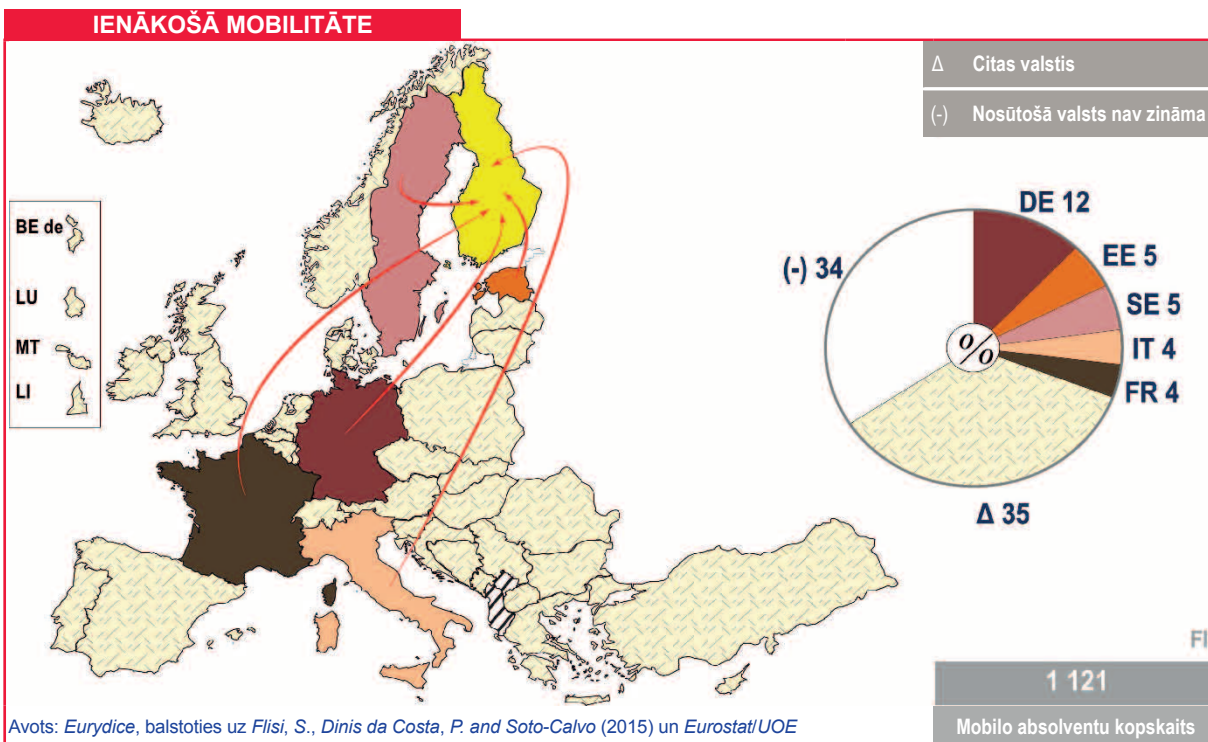 IENĀKOŠĀ MOBILITĀTE
Δ Citas valstis
(-) Nosūtošā valsts nav zināma
BE de
LU
MT
LI
DE 12
EE 5
SE 5
IT 4
FR 4
Δ 35
(-) 34
%
FI
1 121
Mobilo absolventu kopskaits
Avots: Eurydice, balstoties uz Flisi, S., Dinis da Costa, P. and Soto-Calvo (2015) un Eurostat/UOE